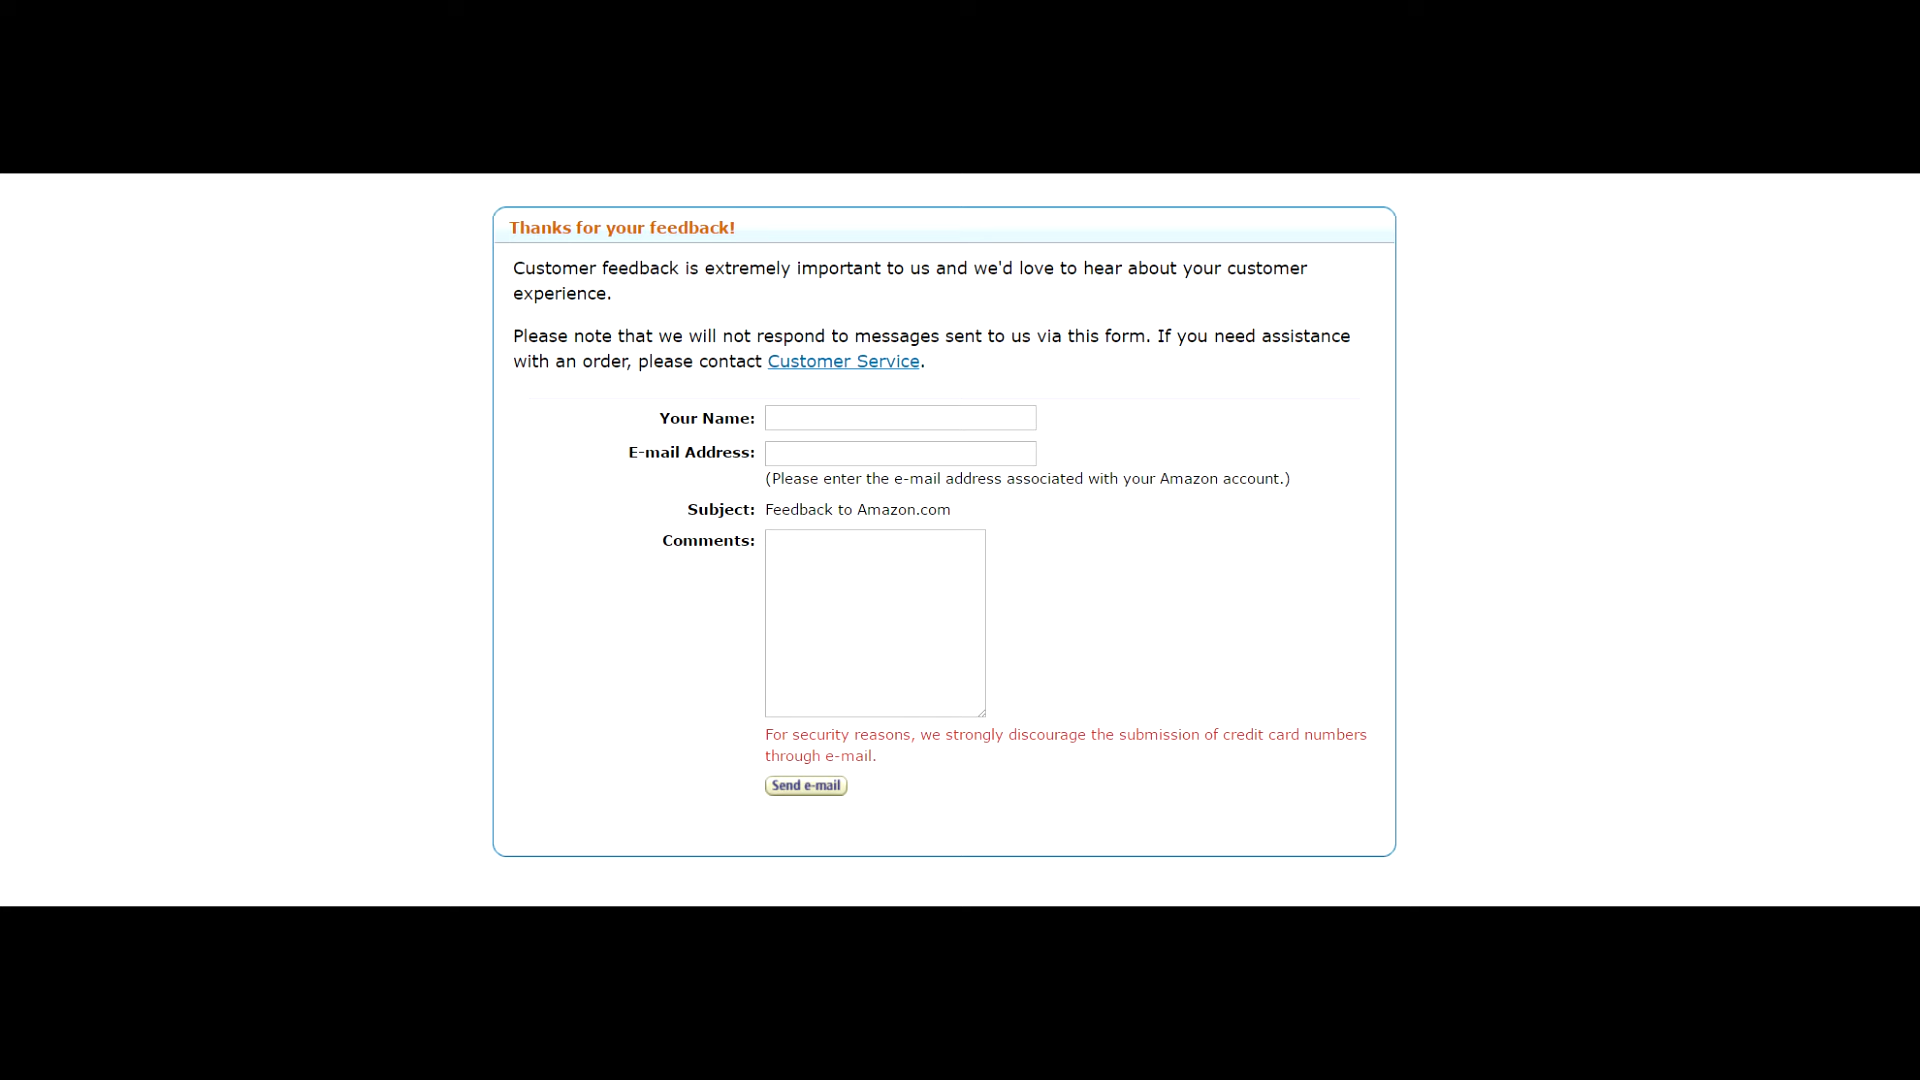 Thanks for your feedback!
Customer feedback is extremely important to us and we'd love to hear about your customer
experience.
Please note that we will not respond to messages sent to us via this form. If you need assistance
with an order, please contact Customer Service.
Your Name:
E-mail Address:
(Please enter the e-mail address associated with your Amazon account.)
Subject: Feedback to Amazon.com
Comments:
For security reasons, we strongly discourage the submission of credit card numbers
through e-mail.
Send e-mail